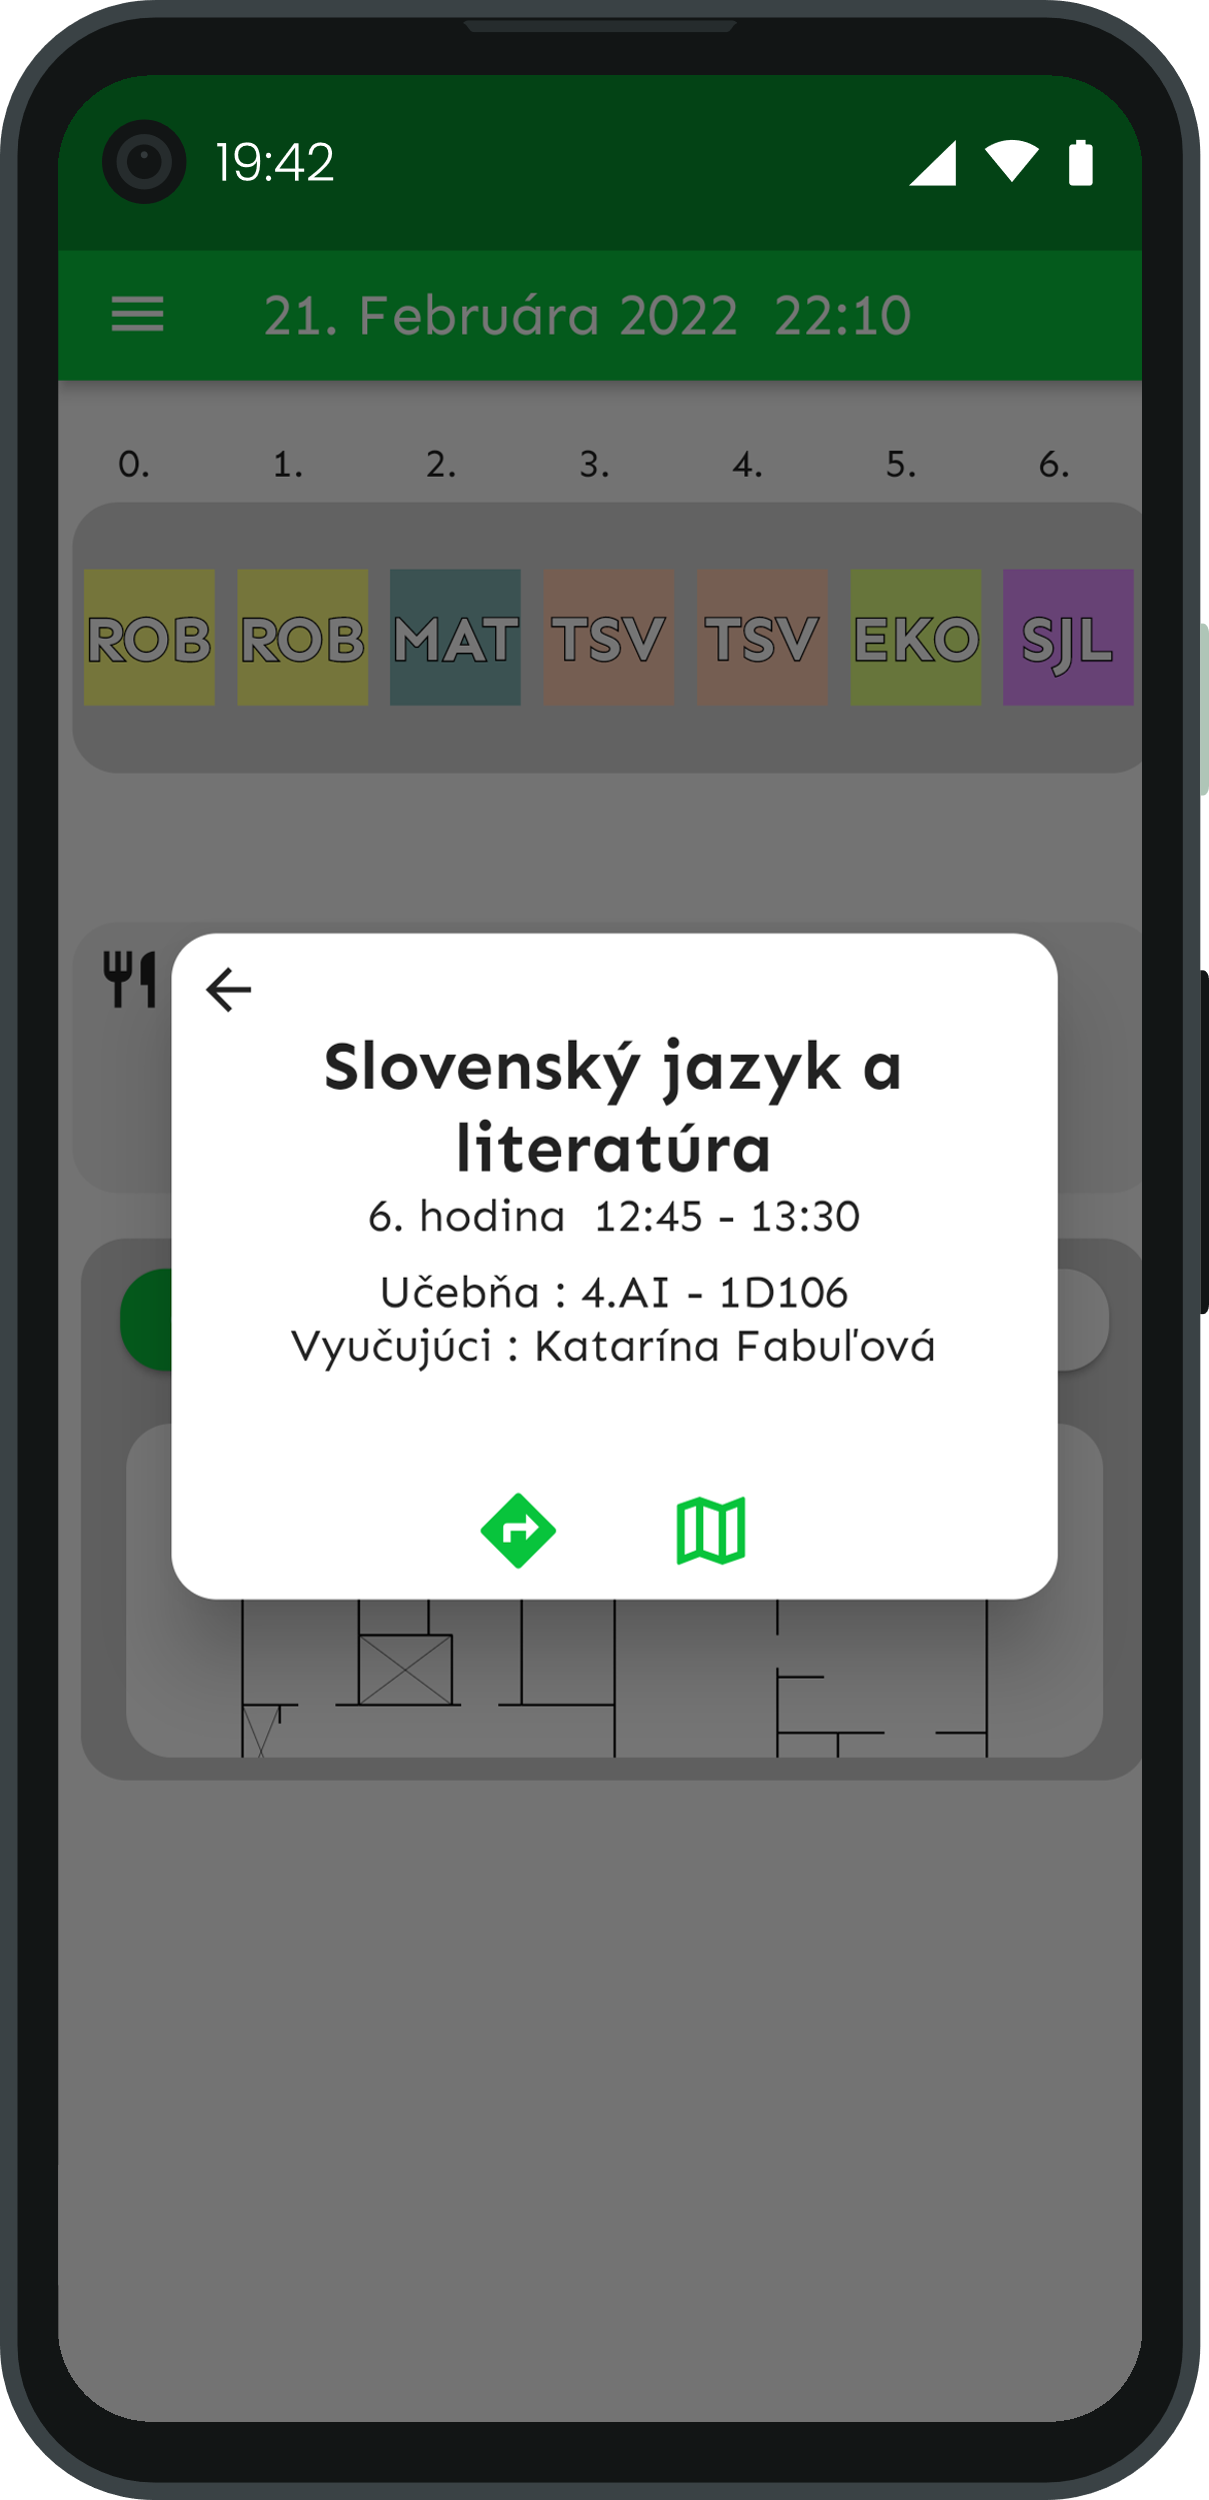 19:42
21. Februára 2022 22:10
0. 1. 2. 3. 4. 5. 6.
ROB ROB MAT TSV TSV EKO SJL
Slovenský jazyk a
literatúra
6. hodina 12:45 - 13:30
Učebňa : 4.AI - 1D106
Vyučujúci : Katarína Fabuľová